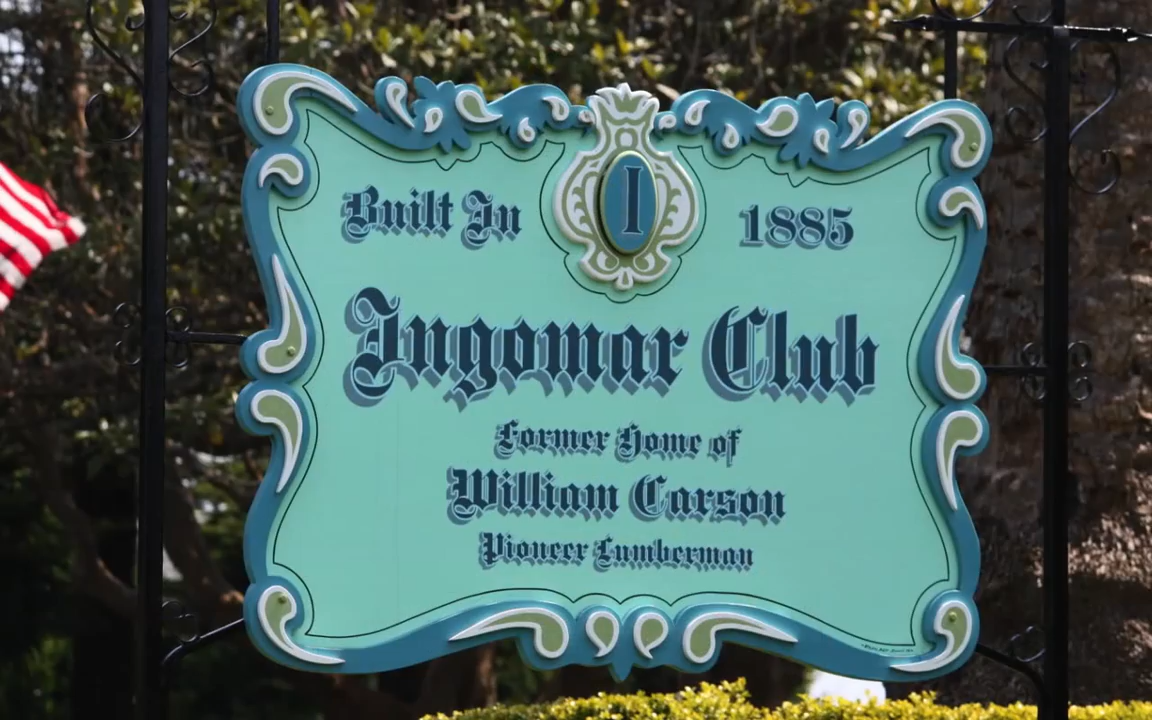 I
Built In 1885
Ingomar Club
Former Home of
William Carson
Pioneer Lumberman